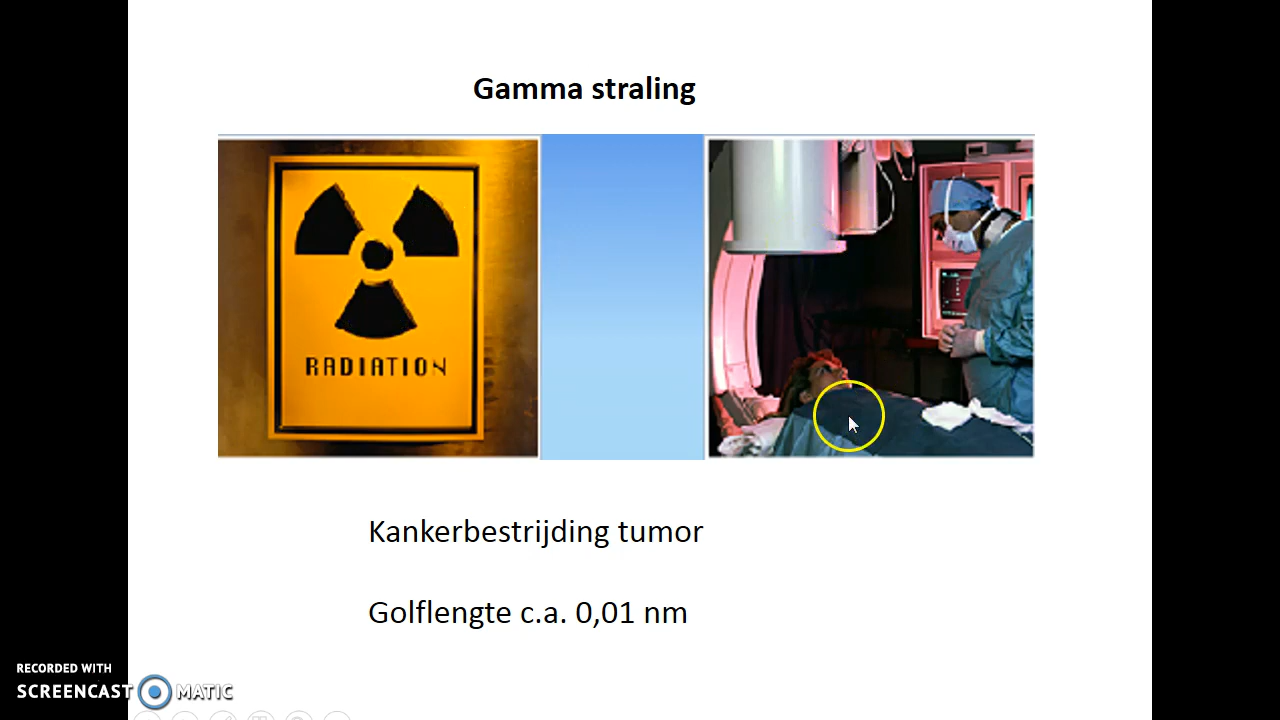 Gamma straling
RADIATION
Kankerbestrijding tumor
Golflengte c.a. 0,01 nm
RECORDED WITH
SCREENCAST MATIC